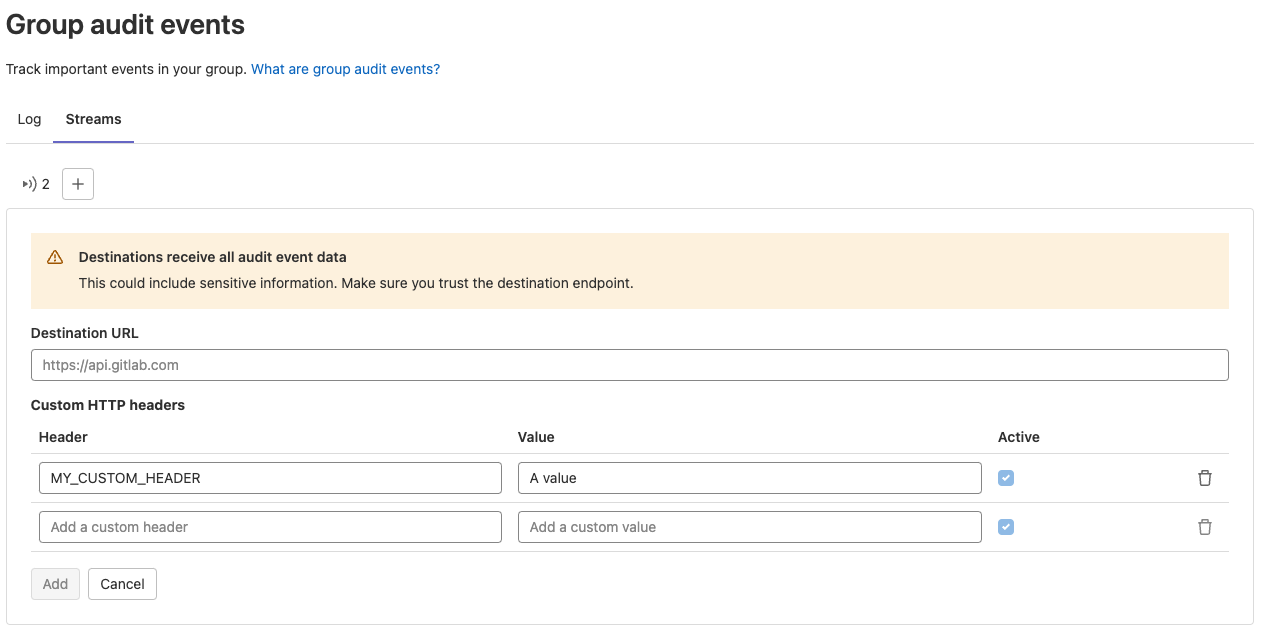 Group audit events
Track important events in your group. What are group audit events?
Log Streams
2
Destinations receive all audit event data
This could include sensitive information. Make sure you trust the destination endpoint.
Destination URL
https://api.gitlab.com
Custom HTTP headers
Header Value Active
MY_CUSTOM_HEADER A value
Add a custom header Add a custom value
Add Cancel